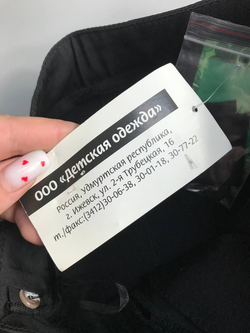 ООО «Детская одежда»
Россия, удмуртская республика,
г. Ижевск, ул. 2-я Трубецкая, 16
т./факс:(3412)30-06-38, 30-01-18, 30-77-22